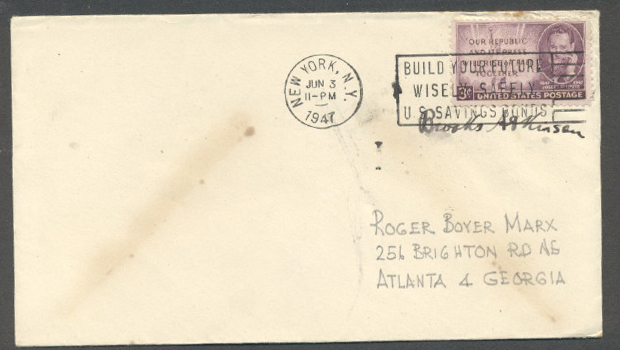 OUR REPUBLIC
AND ITS PRESS
WILL RISE OR FALL
TOGETHER
3¢ UNITED STATES POSTAGE
NEW YORK, N.Y.
JUN 3
11-PM
1947
BUILD YOUR FUTURE
WISELY SAFELY
U.S. SAVINGS BONDS
Brooks Atkinson
ROGER BOYER MARX
256 BRIGHTON RD NE
ATLANTA 4 GEORGIA